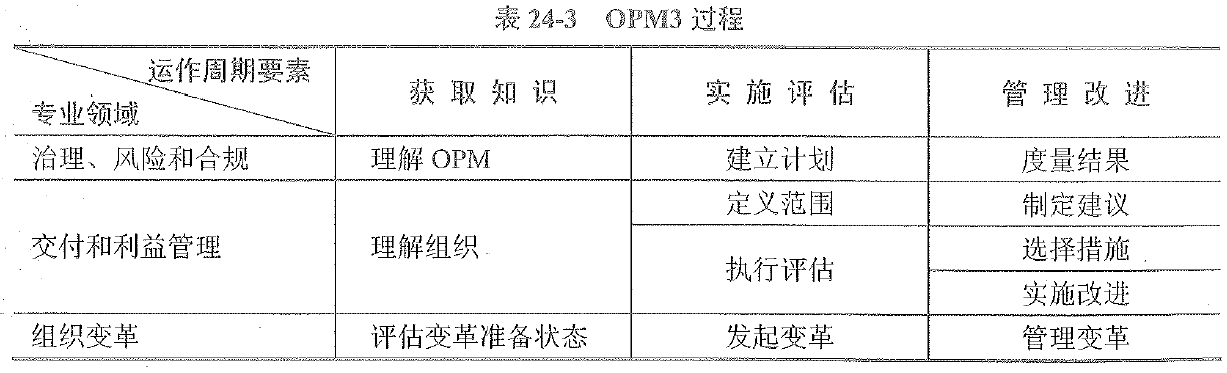 表 24-3 OPM3 过程
运作周期要素
专业领域
获取知识
实施评估
管理改进
治理、风险和合规
理解 OPM
建立计划
度量结果
交付和利益管理
理解组织
定义范围
制定建议
执行评估
选择措施
实施改进
组织变革
评估变革准备状态
发起变革
管理变革